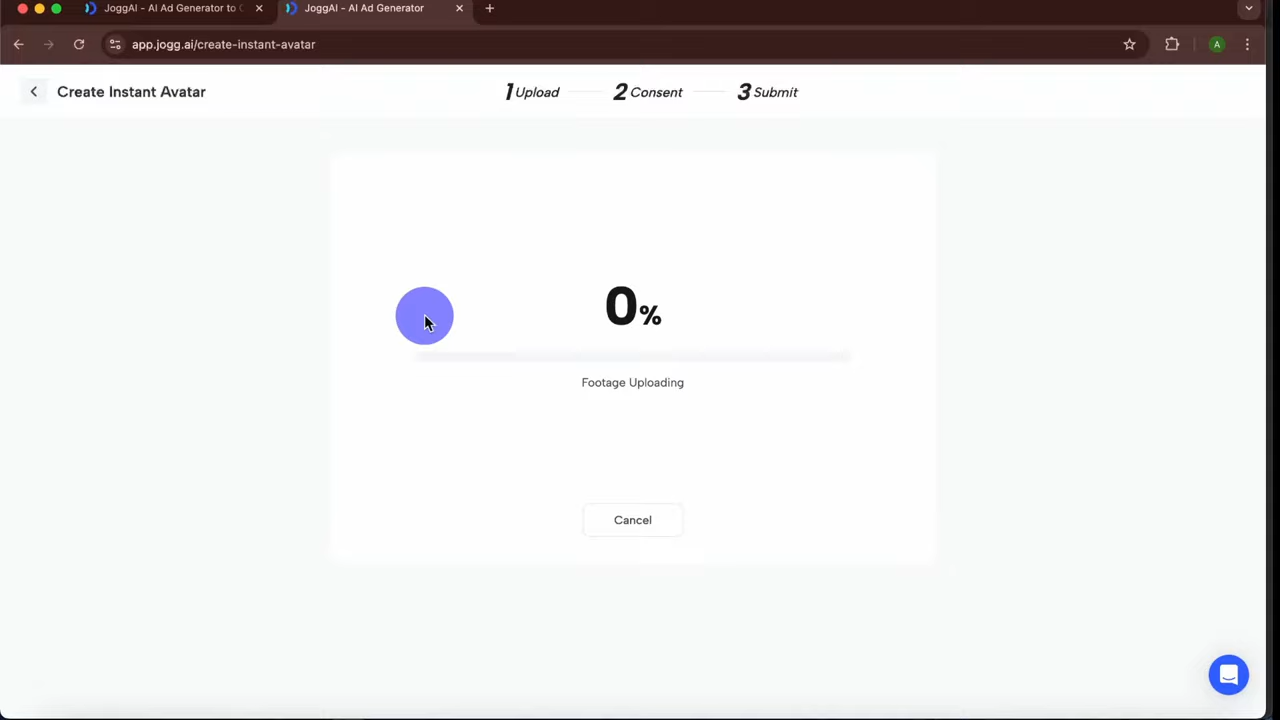 JoggAI - AI Ad Generator to
JoggAI - AI Ad Generator
app.jogg.ai/create-instant-avatar
A
Create Instant Avatar
1 Upload
2 Consent
3 Submit
0%
Footage Uploading
Cancel